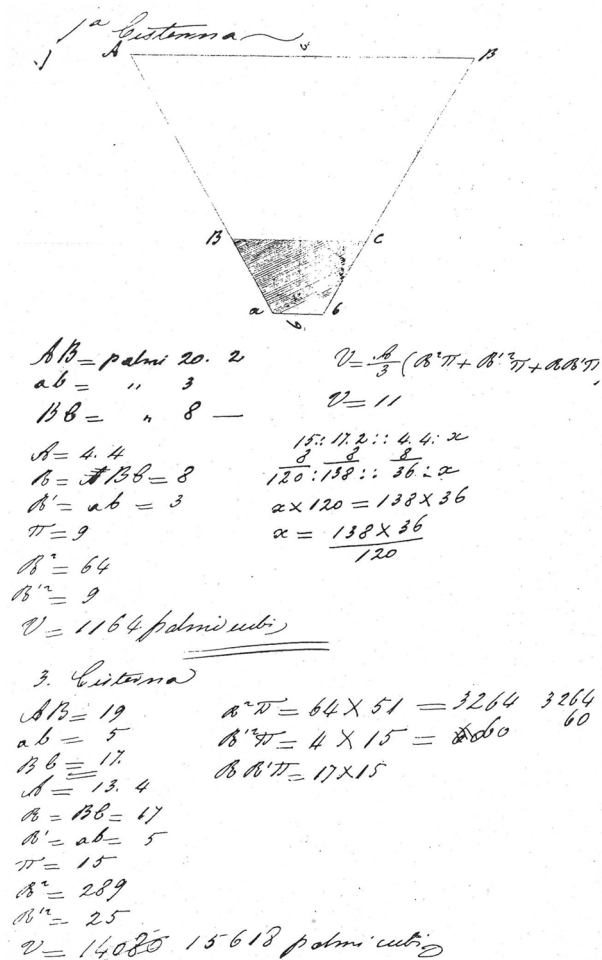 1ª Cisterna
A B
B C
a b
6
AB = palmi 20. 2
ab = " 3
Bb = " 8 —
V = A/3 (R²π + R'²π + RR'π
V = 11
A = 4. 4
R = Bb = 8
R' = ab = 3
π = 9
R² = 64
R'² = 9
V = 1164 palmi cubi
15 : 17. 2 :: 4. 4 : x
8 8 8
120 : 138 :: 36 : x
x × 120 = 138 × 36
x = 138 × 36
120
3. Cisterna
AB = 19
ab = 5
Bb = 17.
A = 13. 4
R = Bb = 17
R' = ab = 5
π = 15
R² = 289
R'² = 25
V = 14080 15618 palmi cubi
R²π = 64 × 51 = 3264 3264
R'²π = 4 × 15 = 60 60
RR'π = 17 × 15